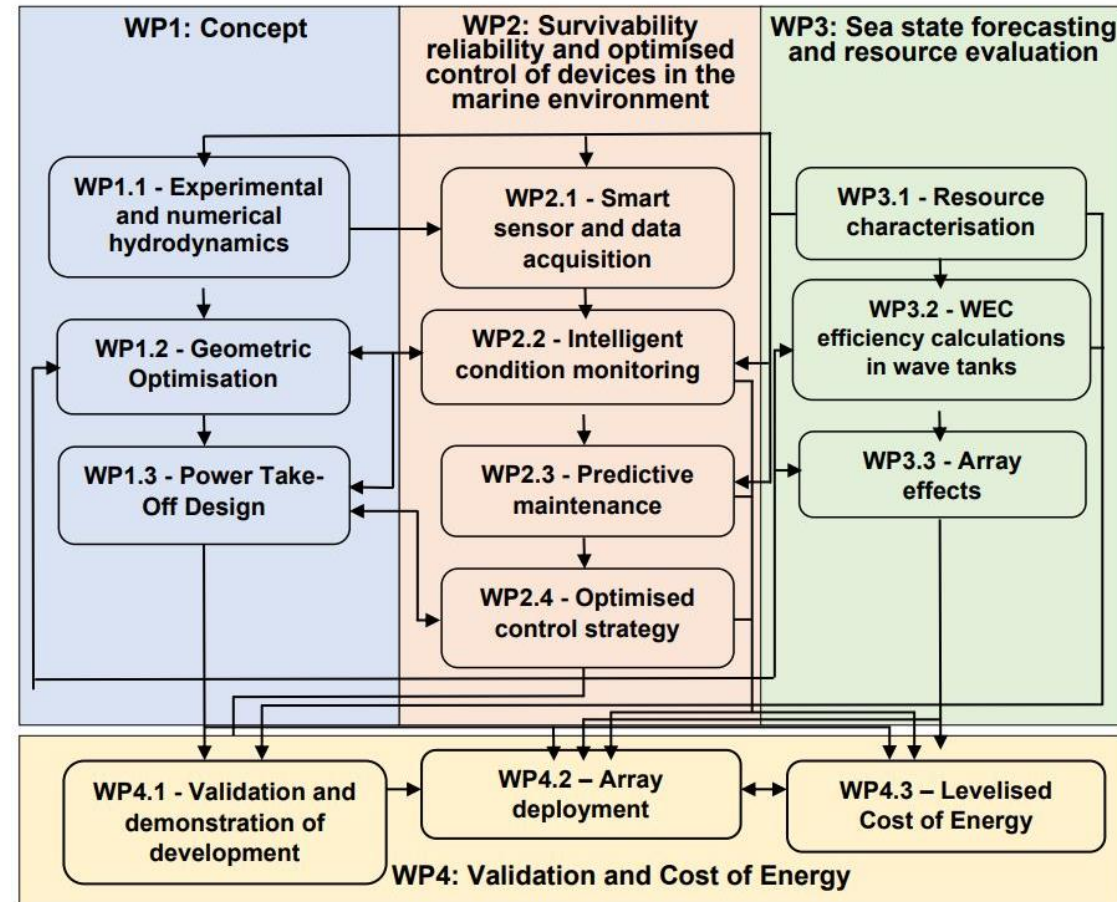 WP1: Concept
WP2: Survivability
reliability and optimised
control of devices in the
marine environment
WP3: Sea state forecasting
and resource evaluation
WP1.1 - Experimental
and numerical
hydrodynamics
WP2.1 - Smart
sensor and data
acquisition
WP3.1 - Resource
characterisation
WP1.2 - Geometric
Optimisation
WP2.2 - Intelligent
condition monitoring
WP3.2 - WEC
efficiency calculations
in wave tanks
WP1.3 - Power Take-
Off Design
WP2.3 - Predictive
maintenance
WP3.3 - Array
effects
WP2.4 - Optimised
control strategy
WP4.1 - Validation and
demonstration of
development
WP4.2 – Array
deployment
WP4.3 – Levelised
Cost of Energy
WP4: Validation and Cost of Energy